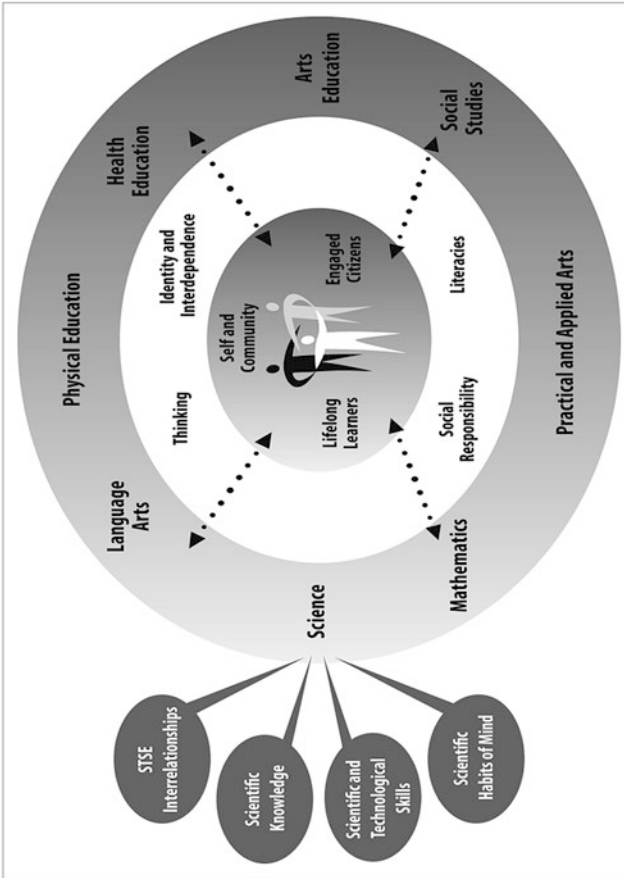 STSE
Interrelationships
Scientific
Knowledge
Scientific and
Technological
Skills
Scientific
Habits of Mind
Science
Language
Arts
Physical Education
Health
Education
Arts
Education
Social
Studies
Practical and Applied Arts
Mathematics
Thinking
Identity and
Interdependence
Literacies
Social
Responsibility
Self and
Community
Lifelong
Learners
Engaged
Citizens